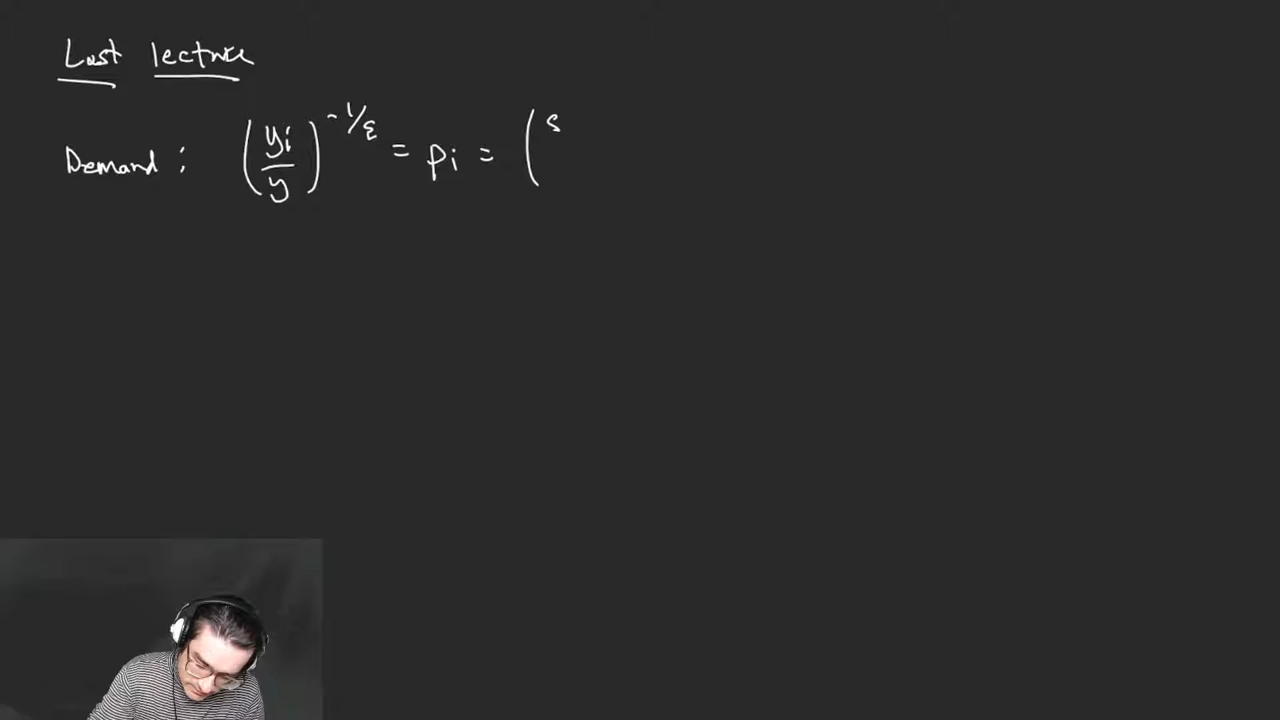 Last lecture
Demand : (yi/y)^-1/ε = pi = ( s